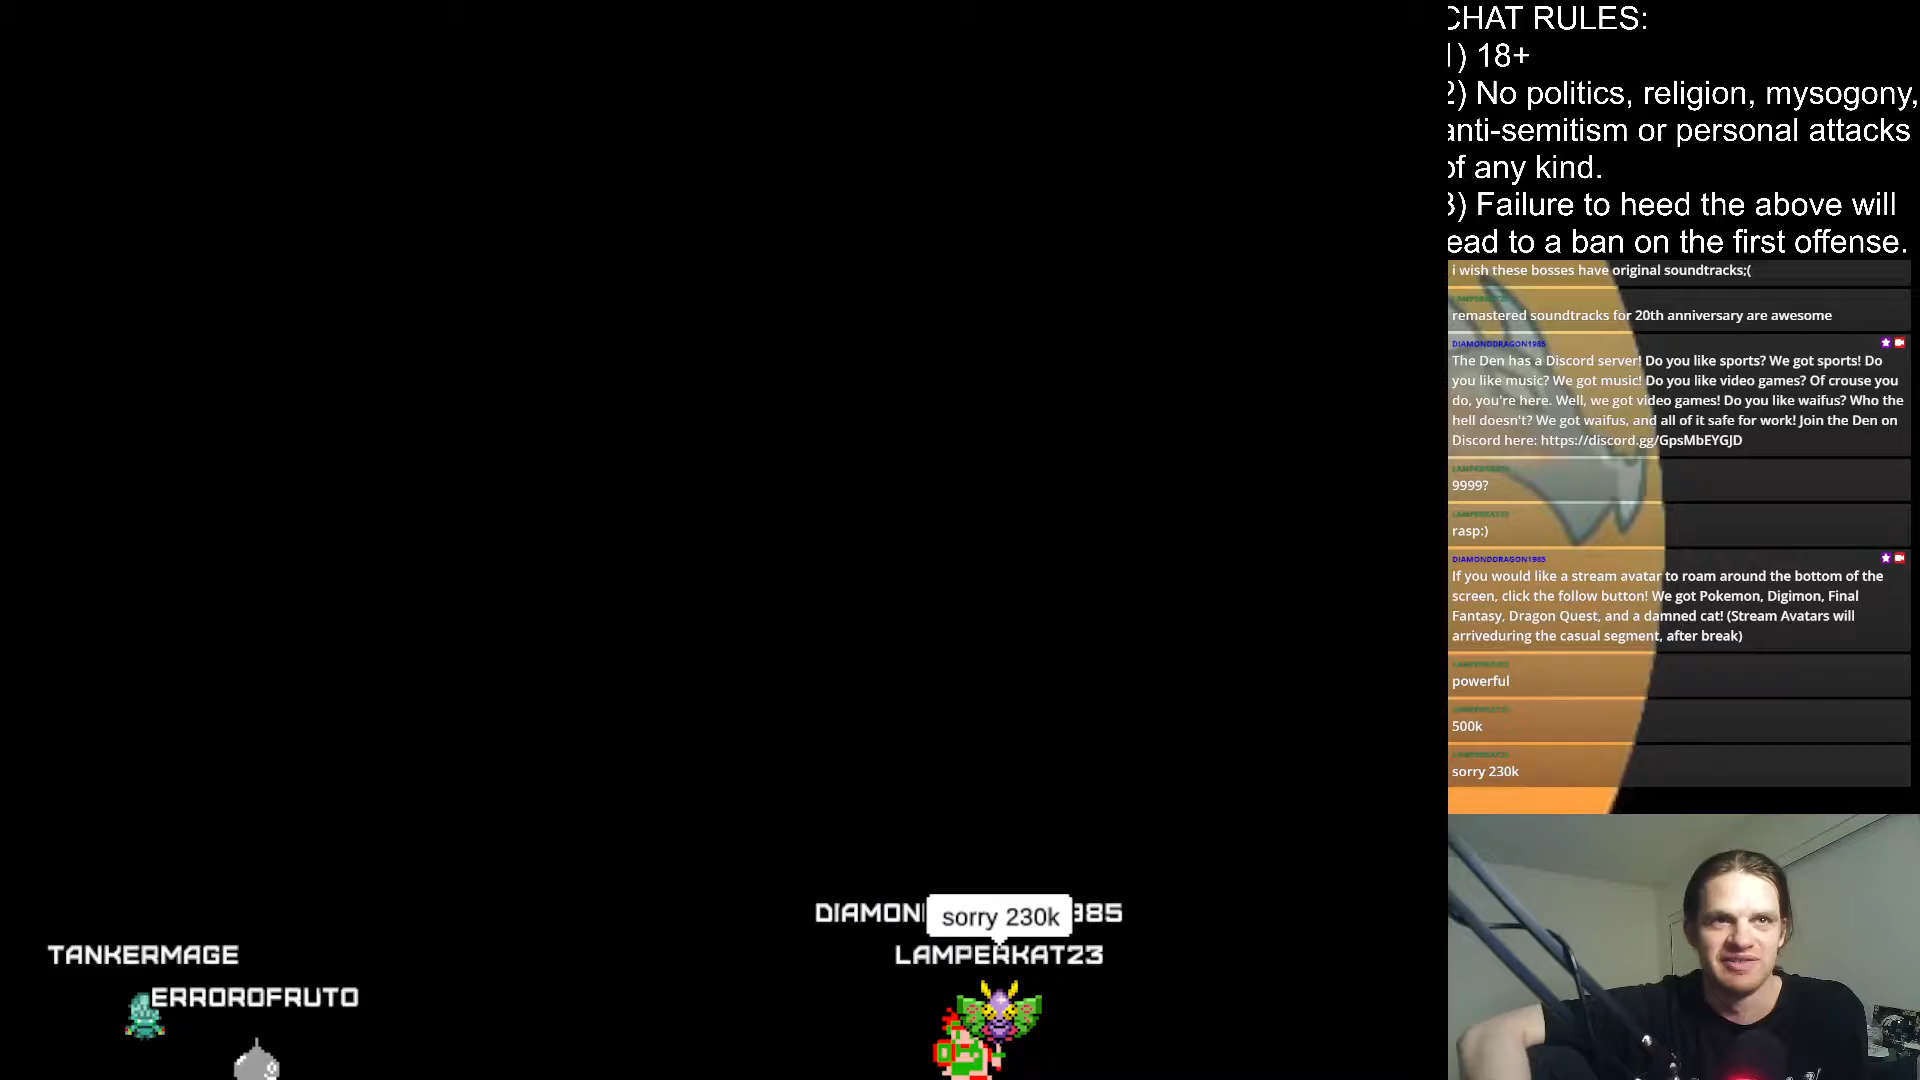 CHAT RULES:
1) 18+
2) No politics, religion, mysogony,
anti-semitism or personal attacks
of any kind.
3) Failure to heed the above will
ead to a ban on the first offense.
i wish these bosses have original soundtracks;(
remastered soundtracks for 20th anniversary are awesome
DIAMONDDRAGON1985
The Den has a Discord server! Do you like sports? We got sports! Do
you like music? We got music! Do you like video games? Of crouse you
do, you're here. Well, we got video games! Do you like waifus? Who the
hell doesn't? We got waifus, and all of it safe for work! Join the Den on
Discord here: https://discord.gg/GpsMbEYGJD
LAMPERKAT23
9999?
LAMPERKAT23
rasp:)
DIAMONDDRAGON1985
If you would like a stream avatar to roam around the bottom of the
screen, click the follow button! We got Pokemon, Digimon, Final
Fantasy, Dragon Quest, and a damned cat! (Stream Avatars will
arriveduring the casual segment, after break)
LAMPERKAT23
powerful
LAMPERKAT23
500k
LAMPERKAT23
sorry 230k
DIAMON 985
sorry 230k
LAMPERKAT23
TANKERMAGE
ERROROFRUTO